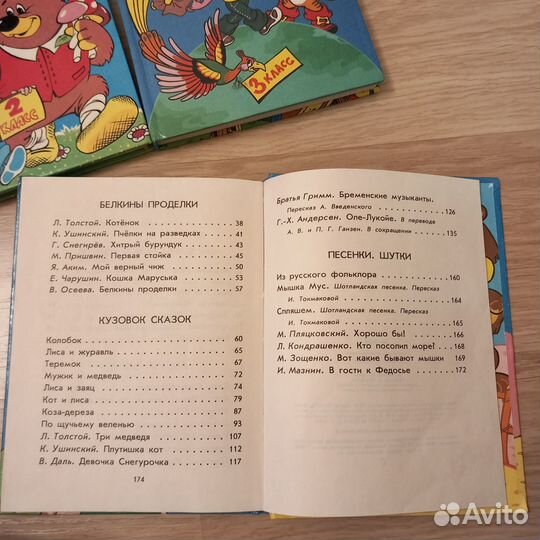 2
КЛАСС
3 КЛАСС
БЕЛКИНЫ ПРОДЕЛКИ
Л. Толстой. Котёнок 38
К. Ушинский. Пчёлки на разведках 41
Г. Снегирёв. Хитрый бурундук 43
М. Пришвин. Первая стойка 45
Я. Аким. Мой верный чиж 50
Е. Чарушин. Кошка Маруська 53
В. Осеева. Белкины проделки 57
КУЗОВОК СКАЗОК
Колобок 60
Лиса и журавль 65
Теремок 67
Мужик и медведь 72
Лиса и заяц 74
Кот и лиса 79
Коза-дереза 87
По щучьему веленью 93
Л. Толстой. Три медведя 107
К. Ушинский. Плутишка кот 112
В. Даль. Девочка Снегурочка 117
174
Братья Гримм. Бременские музыканты.
Пересказ А. Введенского 126
Г.-Х. Андерсен. Оле-Лукойе. В переводе
А. В. и П. Г. Ганзен. В сокращении 135
ПЕСЕНКИ. ШУТКИ
Из русского фольклора 160
Мышка Мус. Шотландская песенка. Пересказ
И. Токмаковой 164
Спляшем. Шотландская песенка. Пересказ
И. Токмаковой 165
М. Пляцковский. Хорошо бы! 166
Л. Кондрашенко. Кто посолил море! 168
М. Зощенко. Вот какие бывают мышки 169
И. Мазнин. В гости к Федосье 172
Avito